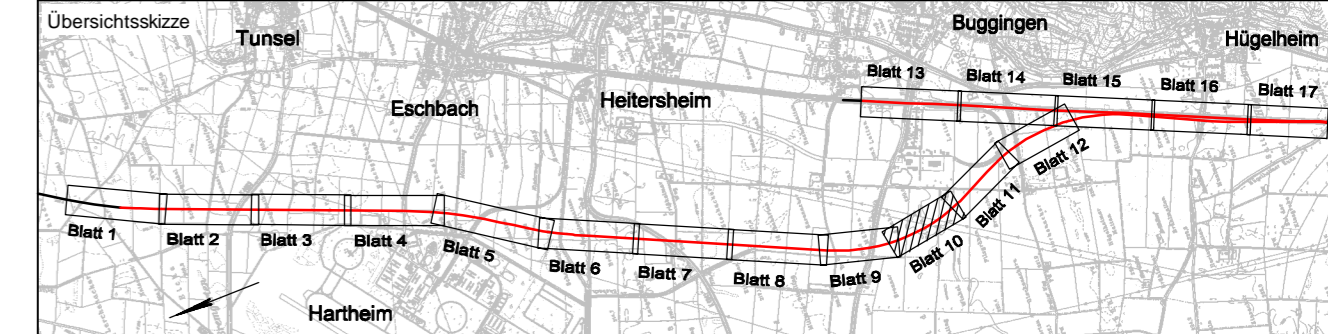 Übersichtsskizze
Tunsel
Buggingen
Hügelheim
Eschbach
Heitersheim
Blatt 13
Blatt 14
Blatt 15
Blatt 16
Blatt 17
Blatt 1
Blatt 2
Blatt 3
Blatt 4
Blatt 5
Blatt 6
Blatt 7
Blatt 8
Blatt 9
Blatt 10
Blatt 11
Blatt 12
Hartheim